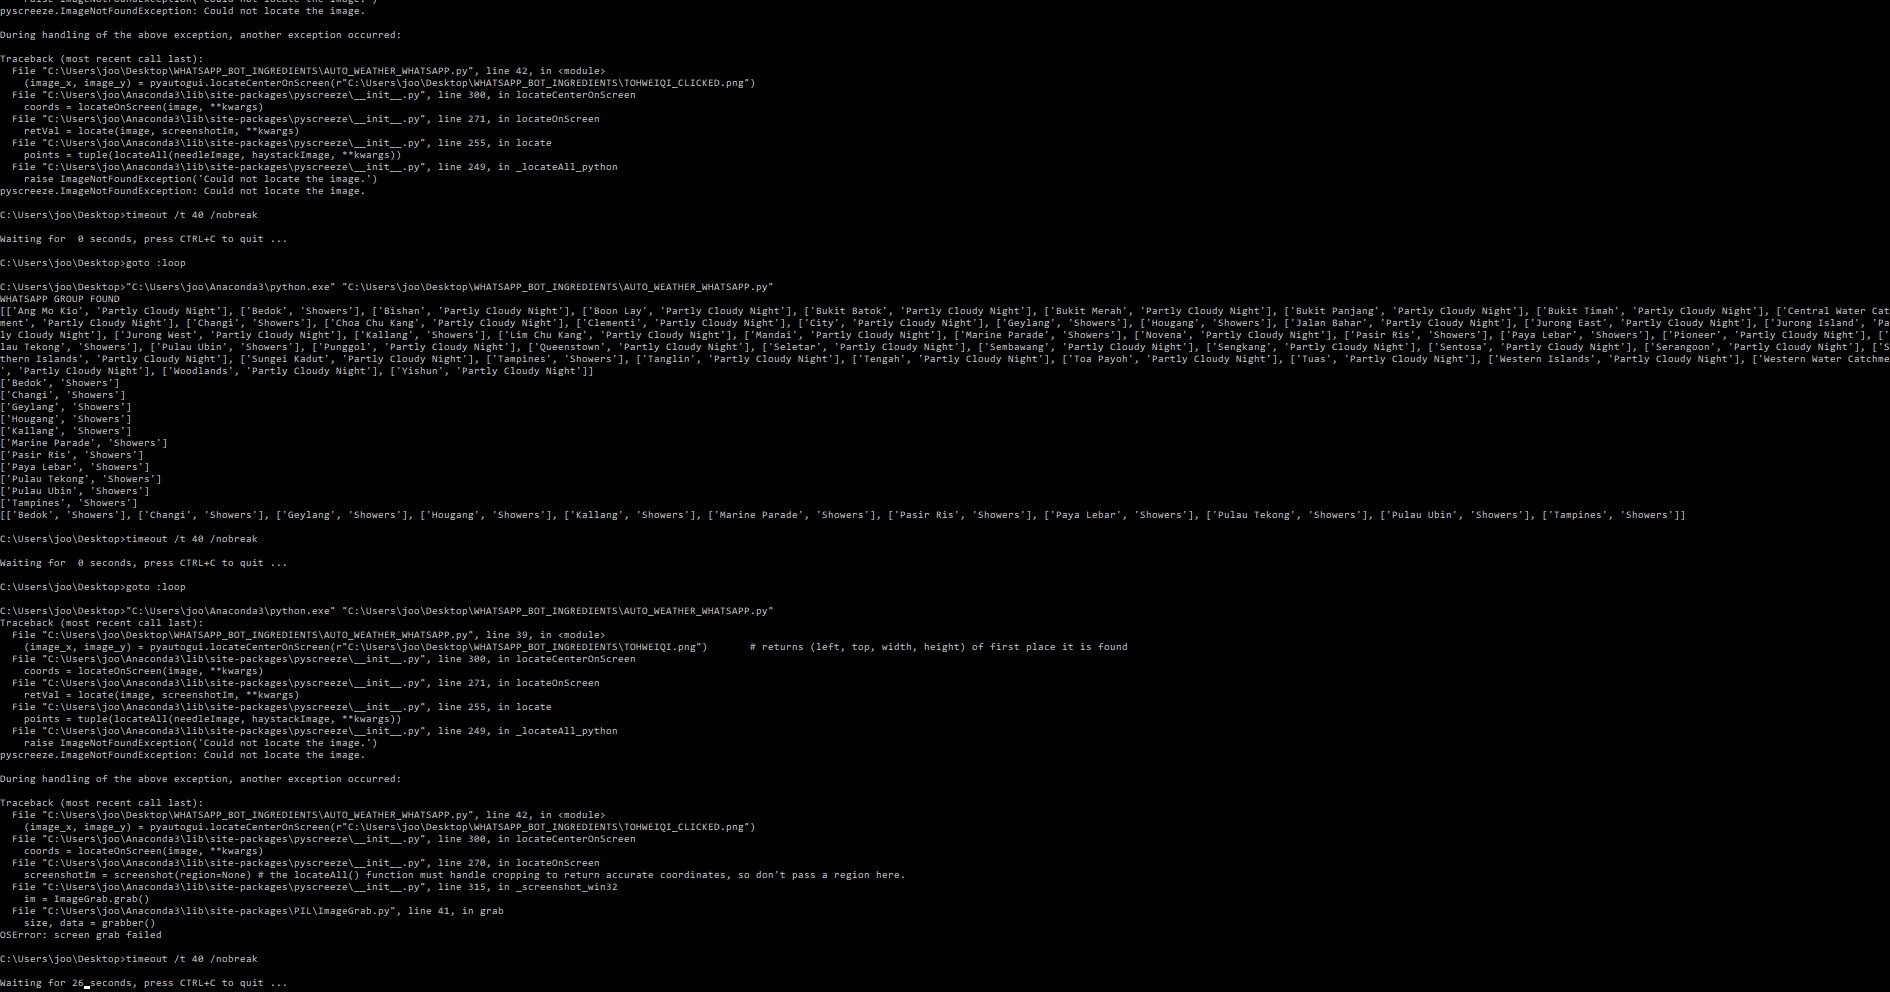 pyscreeze.ImageNotFoundException: Could not locate the image.
During handling of the above exception, another exception occurred:
Traceback (most recent call last):
  File "C:\Users\joo\Desktop\WHATSAPP_BOT_INGREDIENTS\AUTO_WEATHER_WHATSAPP.py", line 42, in <module>
    (image_x, image_y) = pyautogui.locateCenterOnScreen(r"C:\Users\joo\Desktop\WHATSAPP_BOT_INGREDIENTS\TOHWEIQI_CLICKED.png")
  File "C:\Users\joo\Anaconda3\lib\site-packages\pyscreeze\__init__.py", line 300, in locateCenterOnScreen
    coords = locateOnScreen(image, **kwargs)
  File "C:\Users\joo\Anaconda3\lib\site-packages\pyscreeze\__init__.py", line 271, in locateOnScreen
    retVal = locate(image, screenshotIm, **kwargs)
  File "C:\Users\joo\Anaconda3\lib\site-packages\pyscreeze\__init__.py", line 255, in locate
    points = tuple(locateAll(needleImage, haystackImage, **kwargs))
  File "C:\Users\joo\Anaconda3\lib\site-packages\pyscreeze\__init__.py", line 249, in _locateAll_python
    raise ImageNotFoundException('Could not locate the image.')
pyscreeze.ImageNotFoundException: Could not locate the image.
C:\Users\joo\Desktop>timeout /t 40 /nobreak
Waiting for  0 seconds, press CTRL+C to quit ...
C:\Users\joo\Desktop>goto :loop
C:\Users\joo\Desktop>"C:\Users\joo\Anaconda3\python.exe" "C:\Users\joo\Desktop\WHATSAPP_BOT_INGREDIENTS\AUTO_WEATHER_WHATSAPP.py"
WHATSAPP GROUP FOUND
[['Ang Mo Kio', 'Partly Cloudy Night'], ['Bedok', 'Showers'], ['Bishan', 'Partly Cloudy Night'], ['Boon Lay', 'Partly Cloudy Night'], ['Bukit Batok', 'Partly Cloudy Night'], ['Bukit Merah', 'Partly Cloudy Night'], ['Bukit Panjang', 'Partly Cloudy Night'], ['Bukit Timah', 'Partly Cloudy Night'], ['Central Water Cat
ment', 'Partly Cloudy Night'], ['Changi', 'Showers'], ['Choa Chu Kang', 'Partly Cloudy Night'], ['Clementi', 'Partly Cloudy Night'], ['City', 'Partly Cloudy Night'], ['Geylang', 'Showers'], ['Hougang', 'Showers'], ['Jalan Bahar', 'Partly Cloudy Night'], ['Jurong East', 'Partly Cloudy Night'], ['Jurong Island', 'Pa
ly Cloudy Night'], ['Jurong West', 'Partly Cloudy Night'], ['Kallang', 'Showers'], ['Lim Chu Kang', 'Partly Cloudy Night'], ['Mandai', 'Partly Cloudy Night'], ['Marine Parade', 'Showers'], ['Novena', 'Partly Cloudy Night'], ['Pasir Ris', 'Showers'], ['Paya Lebar', 'Showers'], ['Pioneer', 'Partly Cloudy Night'], ['
lau Tekong', 'Showers'], ['Pulau Ubin', 'Showers'], ['Punggol', 'Partly Cloudy Night'], ['Queenstown', 'Partly Cloudy Night'], ['Seletar', 'Partly Cloudy Night'], ['Sembawang', 'Partly Cloudy Night'], ['Sengkang', 'Partly Cloudy Night'], ['Sentosa', 'Partly Cloudy Night'], ['Serangoon', 'Partly Cloudy Night'], ['S
thern Islands', 'Partly Cloudy Night'], ['Sungei Kadut', 'Partly Cloudy Night'], ['Tampines', 'Showers'], ['Tanglin', 'Partly Cloudy Night'], ['Tengah', 'Partly Cloudy Night'], ['Toa Payoh', 'Partly Cloudy Night'], ['Tuas', 'Partly Cloudy Night'], ['Western Islands', 'Partly Cloudy Night'], ['Western Water Catchme
', 'Partly Cloudy Night'], ['Woodlands', 'Partly Cloudy Night'], ['Yishun', 'Partly Cloudy Night']]
['Bedok', 'Showers']
['Changi', 'Showers']
['Geylang', 'Showers']
['Hougang', 'Showers']
['Kallang', 'Showers']
['Marine Parade', 'Showers']
['Pasir Ris', 'Showers']
['Paya Lebar', 'Showers']
['Pulau Tekong', 'Showers']
['Pulau Ubin', 'Showers']
['Tampines', 'Showers']
[['Bedok', 'Showers'], ['Changi', 'Showers'], ['Geylang', 'Showers'], ['Hougang', 'Showers'], ['Kallang', 'Showers'], ['Marine Parade', 'Showers'], ['Pasir Ris', 'Showers'], ['Paya Lebar', 'Showers'], ['Pulau Tekong', 'Showers'], ['Pulau Ubin', 'Showers'], ['Tampines', 'Showers']]
C:\Users\joo\Desktop>timeout /t 40 /nobreak
Waiting for  0 seconds, press CTRL+C to quit ...
C:\Users\joo\Desktop>goto :loop
C:\Users\joo\Desktop>"C:\Users\joo\Anaconda3\python.exe" "C:\Users\joo\Desktop\WHATSAPP_BOT_INGREDIENTS\AUTO_WEATHER_WHATSAPP.py"
Traceback (most recent call last):
  File "C:\Users\joo\Desktop\WHATSAPP_BOT_INGREDIENTS\AUTO_WEATHER_WHATSAPP.py", line 39, in <module>
    (image_x, image_y) = pyautogui.locateCenterOnScreen(r"C:\Users\joo\Desktop\WHATSAPP_BOT_INGREDIENTS\TOHWEIQI.png")       # returns (left, top, width, height) of first place it is found
  File "C:\Users\joo\Anaconda3\lib\site-packages\pyscreeze\__init__.py", line 300, in locateCenterOnScreen
    coords = locateOnScreen(image, **kwargs)
  File "C:\Users\joo\Anaconda3\lib\site-packages\pyscreeze\__init__.py", line 271, in locateOnScreen
    retVal = locate(image, screenshotIm, **kwargs)
  File "C:\Users\joo\Anaconda3\lib\site-packages\pyscreeze\__init__.py", line 255, in locate
    points = tuple(locateAll(needleImage, haystackImage, **kwargs))
  File "C:\Users\joo\Anaconda3\lib\site-packages\pyscreeze\__init__.py", line 249, in _locateAll_python
    raise ImageNotFoundException('Could not locate the image.')
pyscreeze.ImageNotFoundException: Could not locate the image.
During handling of the above exception, another exception occurred:
Traceback (most recent call last):
  File "C:\Users\joo\Desktop\WHATSAPP_BOT_INGREDIENTS\AUTO_WEATHER_WHATSAPP.py", line 42, in <module>
    (image_x, image_y) = pyautogui.locateCenterOnScreen(r"C:\Users\joo\Desktop\WHATSAPP_BOT_INGREDIENTS\TOHWEIQI_CLICKED.png")
  File "C:\Users\joo\Anaconda3\lib\site-packages\pyscreeze\__init__.py", line 300, in locateCenterOnScreen
    coords = locateOnScreen(image, **kwargs)
  File "C:\Users\joo\Anaconda3\lib\site-packages\pyscreeze\__init__.py", line 270, in locateOnScreen
    screenshotIm = screenshot(region=None) # the locateAll() function must handle cropping to return accurate coordinates, so don't pass a region here.
  File "C:\Users\joo\Anaconda3\lib\site-packages\pyscreeze\__init__.py", line 315, in _screenshot_win32
    im = ImageGrab.grab()
  File "C:\Users\joo\Anaconda3\lib\site-packages\PIL\ImageGrab.py", line 41, in grab
    size, data = grabber()
OSError: screen grab failed
C:\Users\joo\Desktop>timeout /t 40 /nobreak
Waiting for 26 seconds, press CTRL+C to quit ...